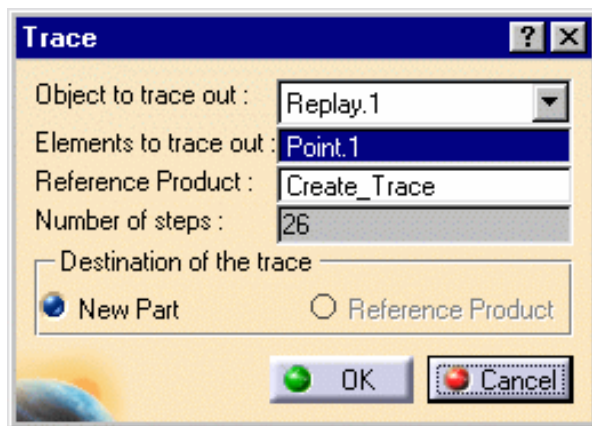 Trace ? X
Object to trace out : Replay.1
Elements to trace out : Point.1
Reference Product : Create_Trace
Number of steps : 26
Destination of the trace
New Part Reference Product
OK Cancel